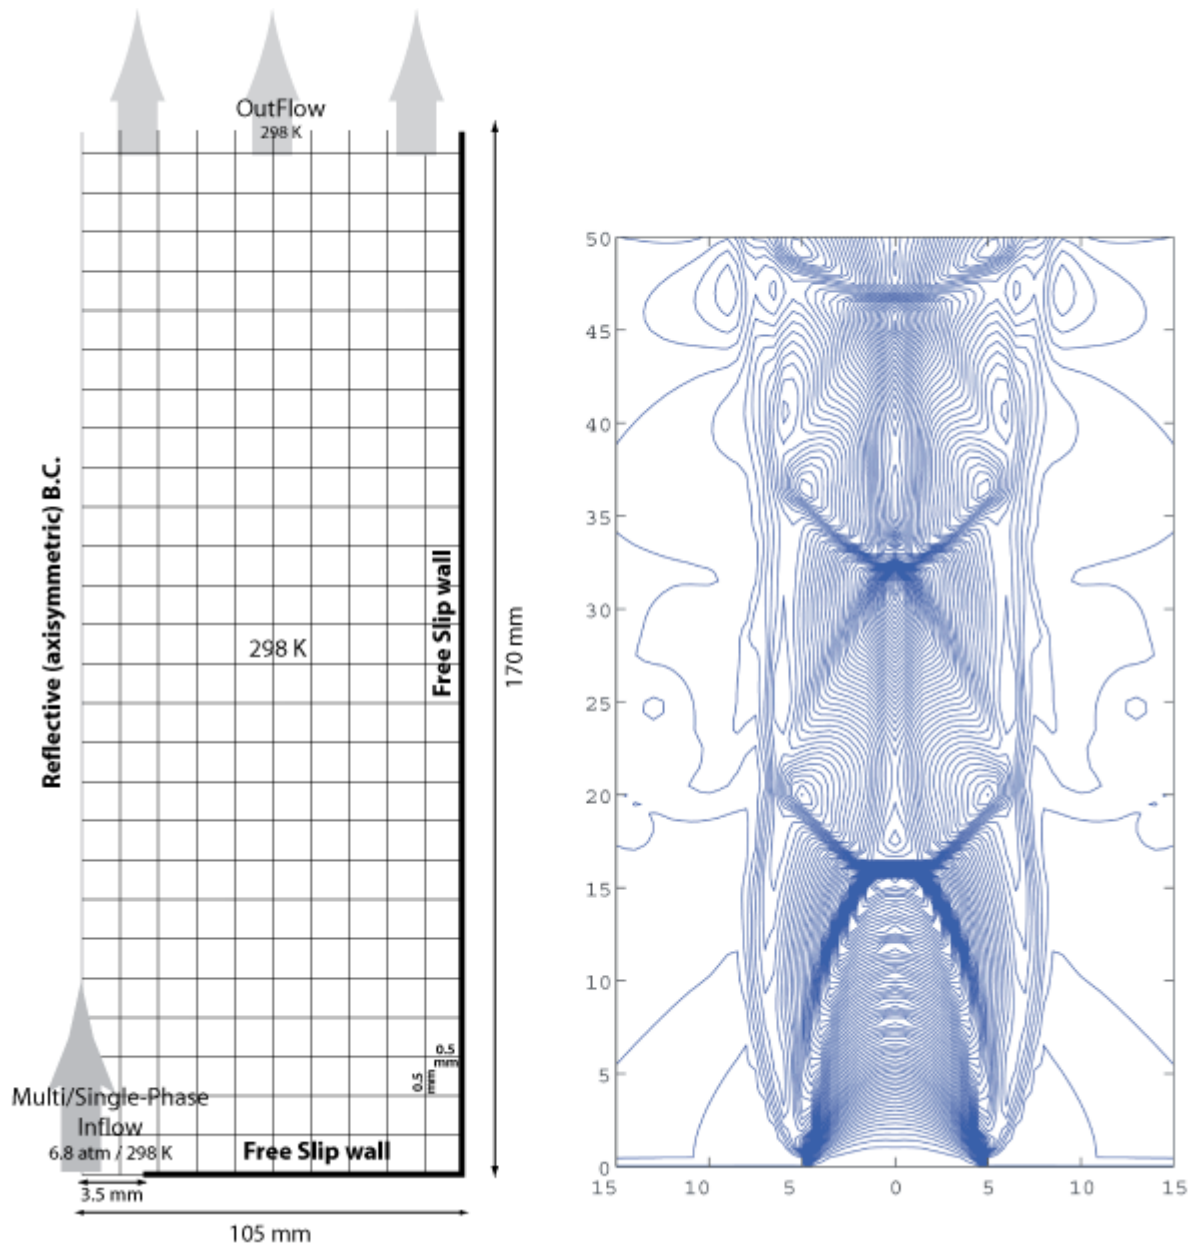 OutFlow
298 K
Reflective (axisymmetric) B.C.
298 K
Free Slip wall
170 mm
0.5
mm
0.5
mm
Multi/Single-Phase
Inflow
6.8 atm / 298 K
Free Slip wall
3.5 mm
105 mm
50
45
40
35
30
25
20
15
10
5
0
15 10 5 0 5 10 15